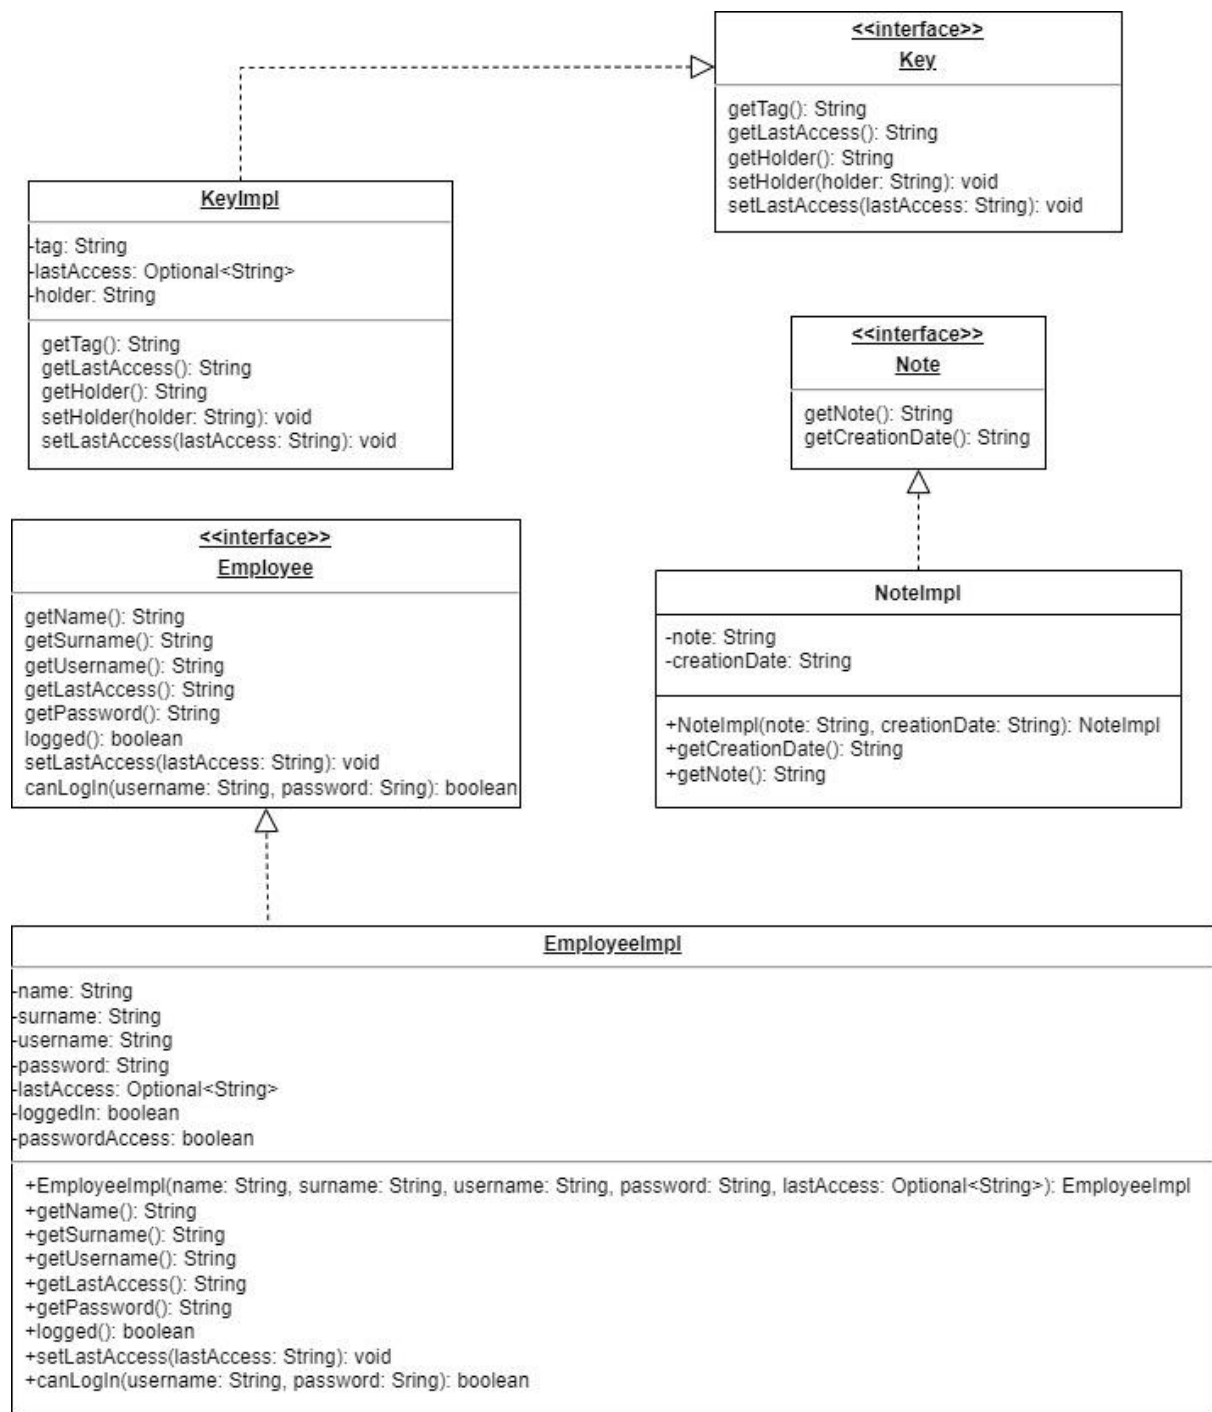 <<interface>>
Key
getTag(): String
getLastAccess(): String
getHolder(): String
setHolder(holder: String): void
setLastAccess(lastAccess: String): void
KeyImpl
-tag: String
-lastAccess: Optional<String>
-holder: String
getTag(): String
getLastAccess(): String
getHolder(): String
setHolder(holder: String): void
setLastAccess(lastAccess: String): void
<<interface>>
Note
getNote(): String
getCreationDate(): String
<<interface>>
Employee
getName(): String
getSurname(): String
getUsername(): String
getLastAccess(): String
getPassword(): String
logged(): boolean
setLastAccess(lastAccess: String): void
canLogIn(username: String, password: Sring): boolean
NoteImpl
-note: String
-creationDate: String
+NoteImpl(note: String, creationDate: String): NoteImpl
+getCreationDate(): String
+getNote(): String
EmployeeImpl
-name: String
-surname: String
-username: String
-password: String
-lastAccess: Optional<String>
-loggedIn: boolean
-passwordAccess: boolean
+EmployeeImpl(name: String, surname: String, username: String, password: String, lastAccess: Optional<String>): EmployeeImpl
+getName(): String
+getSurname(): String
+getUsername(): String
+getLastAccess(): String
+getPassword(): String
+logged(): boolean
+setLastAccess(lastAccess: String): void
+canLogIn(username: String, password: Sring): boolean